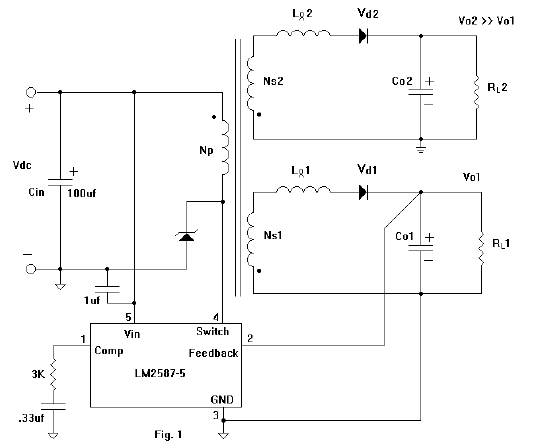 Lℓ2
Vd2
Vo2 >> Vo1
Ns2
Co2
+
−
RL2
+
Np
Vdc
+
Cin
100uf
Lℓ1
Vd1
Vo1
Ns1
Co1
+
−
RL1
−
1uf
5
4
Vin
Switch
1
2
Comp
Feedback
3K
LM2587-5
GND
.33uf
3
Fig. 1